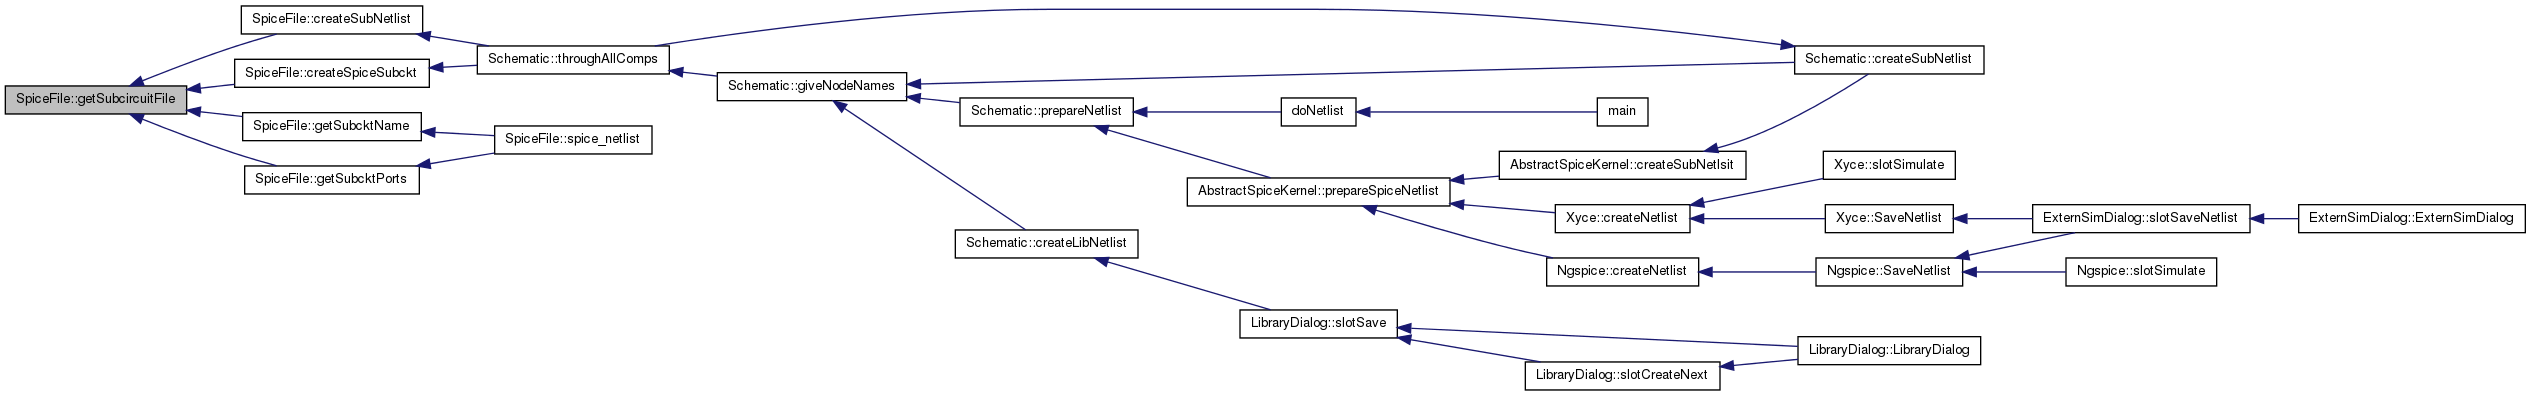 SpiceFile::createSubNetlist
Schematic::throughAllComps
Schematic::createSubNetlist
SpiceFile::createSpiceSubckt
Schematic::giveNodeNames
SpiceFile::getSubcircuitFile
Schematic::prepareNetlist
doNetlist
main
SpiceFile::getSubcktName
SpiceFile::spice_netlist
AbstractSpiceKernel::createSubNetlsit
Xyce::slotSimulate
SpiceFile::getSubcktPorts
AbstractSpiceKernel::prepareSpiceNetlist
Xyce::createNetlist
Xyce::SaveNetlist
ExternSimDialog::slotSaveNetlist
ExternSimDialog::ExternSimDialog
Schematic::createLibNetlist
Ngspice::createNetlist
Ngspice::SaveNetlist
Ngspice::slotSimulate
LibraryDialog::slotSave
LibraryDialog::LibraryDialog
LibraryDialog::slotCreateNext